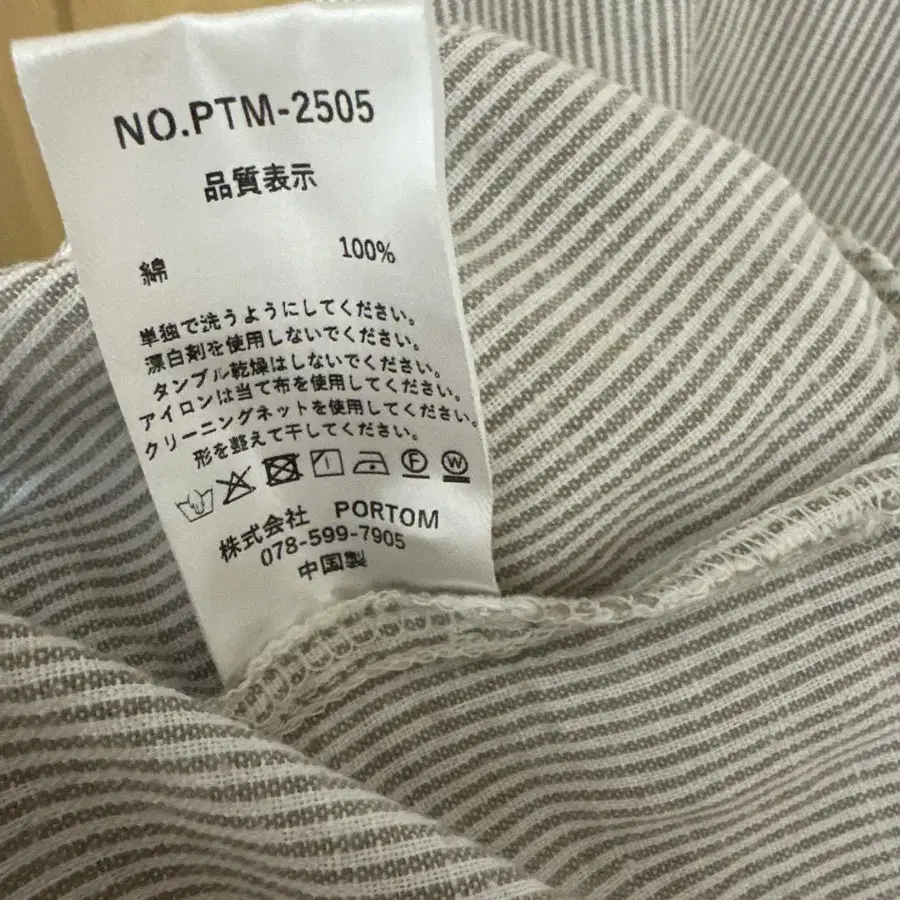 NO.PTM-2505
品質表示
綿 100%
単独で洗うようにしてください。
漂白剤を使用しないでください。
タンブル乾燥はしないでください。
アイロンは当て布を使用してください。
クリーニングネットを使用してください。
形を整えて干してください。
F W
株式会社 PORTOM
078-599-7905
中国製